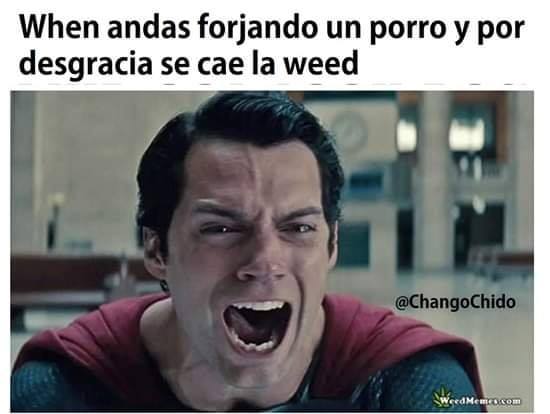 When andas forjando un porro y por
desgracia se cae la weed
@ChangoChido
WeedMemes.com